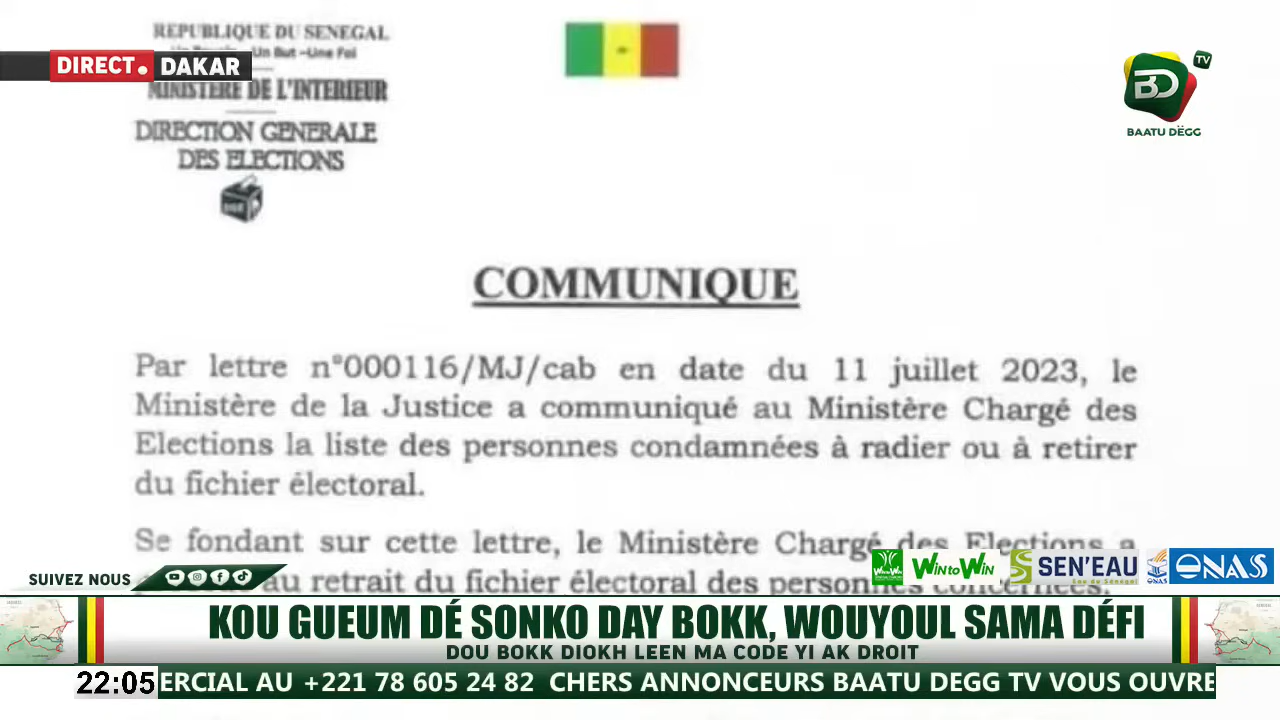 REPUBLIQUE DU SENEGAL
Un Peuple -Un But -Une Foi
DIRECT. DAKAR
MINISTERE DE L'INTERIEUR
DIRECTION GENERALE
DES ELECTIONS
DGE
TV
BD
BAATU DËGG
COMMUNIQUE
Par lettre n°000116/MJ/cab en date du 11 juillet 2023, le
Ministère de la Justice a communiqué au Ministère Chargé des
Elections la liste des personnes condamnées à radier ou à retirer
du fichier électoral.
Se fondant sur cette lettre, le Ministère Chargé des Elections a
au retrait du fichier électoral des personnes concernées.
WIN TO WIN
SEN'EAU
Eau du Sénégal
ONAS
ONAS
SUIVEZ NOUS
KOU GUEUM DÉ SONKO DAY BOKK, WOUYOUL SAMA DÉFI
DOU BOKK DIOKH LEEN MA CODE YI AK DROIT
22:05 ERCIAL AU +221 78 605 24 82 CHERS ANNONCEURS BAATU DEGG TV VOUS OUVRE